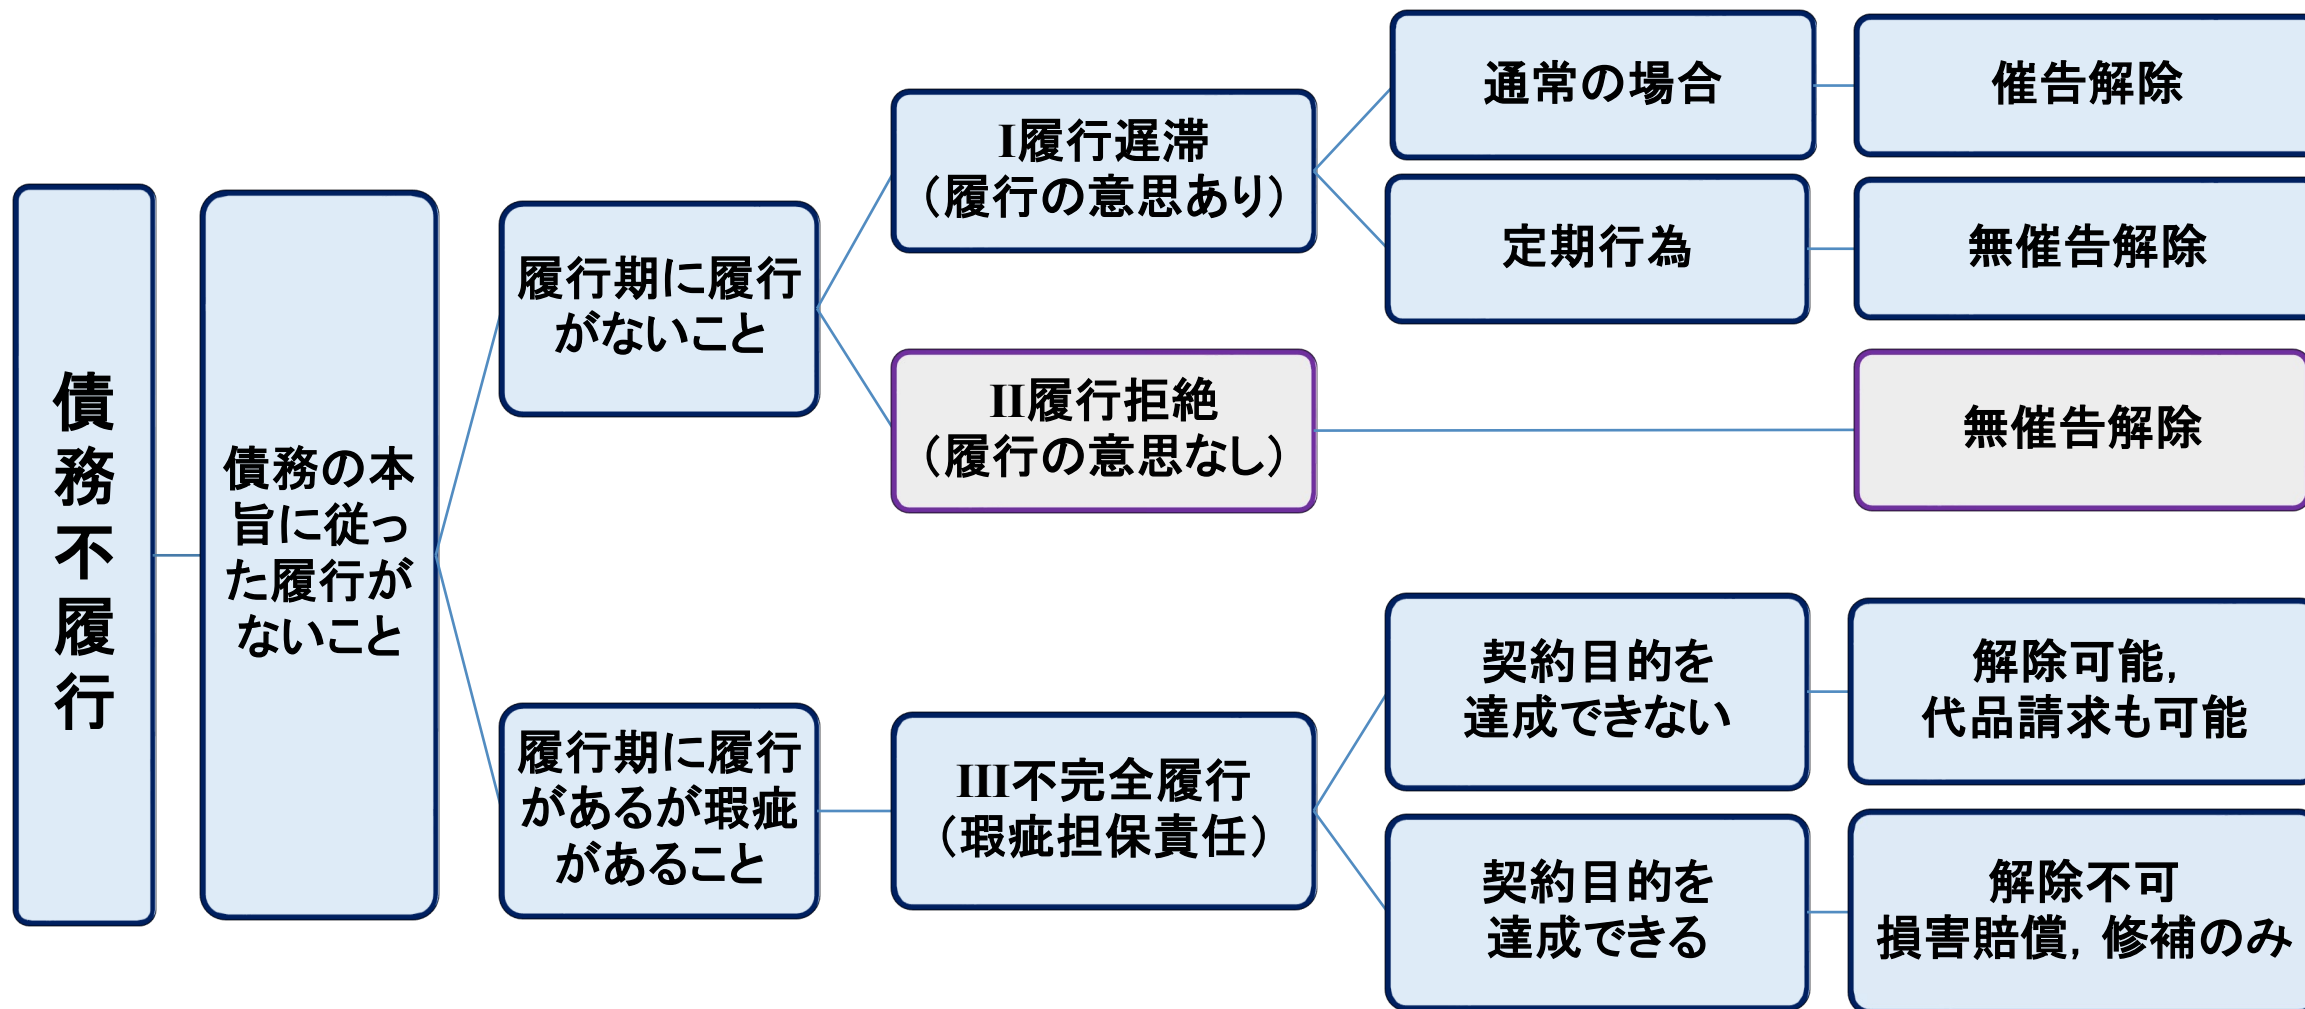 債務不履行
債務の本
旨に従っ
た履行が
ないこと
履行期に履行
がないこと
I履行遅滞
（履行の意思あり）
通常の場合
催告解除
定期行為
無催告解除
II履行拒絶
（履行の意思なし）
無催告解除
履行期に履行
があるが瑕疵
があること
III不完全履行
（瑕疵担保責任）
契約目的を
達成できない
解除可能，
代品請求も可能
契約目的を
達成できる
解除不可
損害賠償，修補のみ